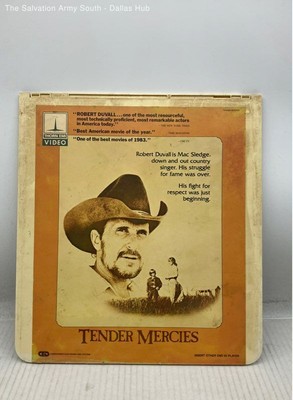 The Salvation Army South - Dallas Hub
VIDEO
"ROBERT DUVALL...one of the most resourceful,
most technically proficient, most remarkable actors
in America today."
"Best American movie of the year."
"One of the best movies of 1983."
Robert Duvall is Mac Sledge,
down and out country
singer. His struggle
for fame was over.
His fight for
respect was just
beginning.
TENDER MERCIES